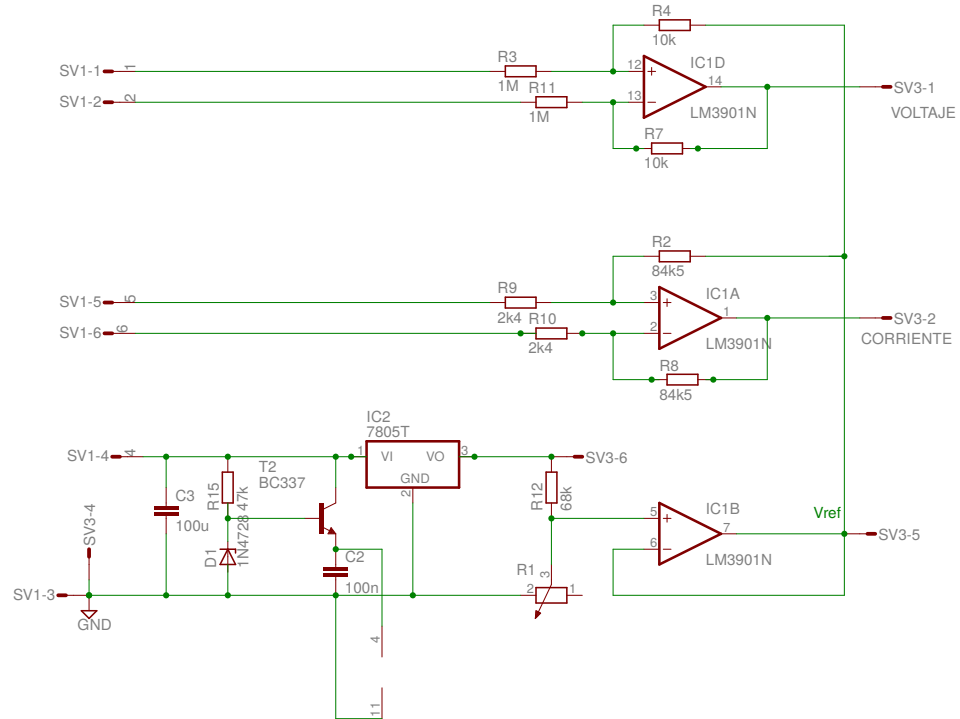 R4
10k
SV1-1
1
R3
1M
12
IC1D
14
LM3901N
SV3-1
VOLTAJE
SV1-2
2
R11
1M
13
R7
10k
R2
84k5
SV1-5
5
R9
2k4
3
IC1A
1
LM3901N
SV3-2
CORRIENTE
SV1-6
6
R10
2k4
2
R8
84k5
IC2
7805T
SV1-4
4
1
VI
VO
3
GND
2
SV3-6
T2
BC337
R15
47k
R12
68k
C3
100u
SV3-4
D1
1N4728
C2
100n
5
IC1B
7
6
LM3901N
Vref
SV3-5
R1
3
2
1
SV1-3
GND
4
11